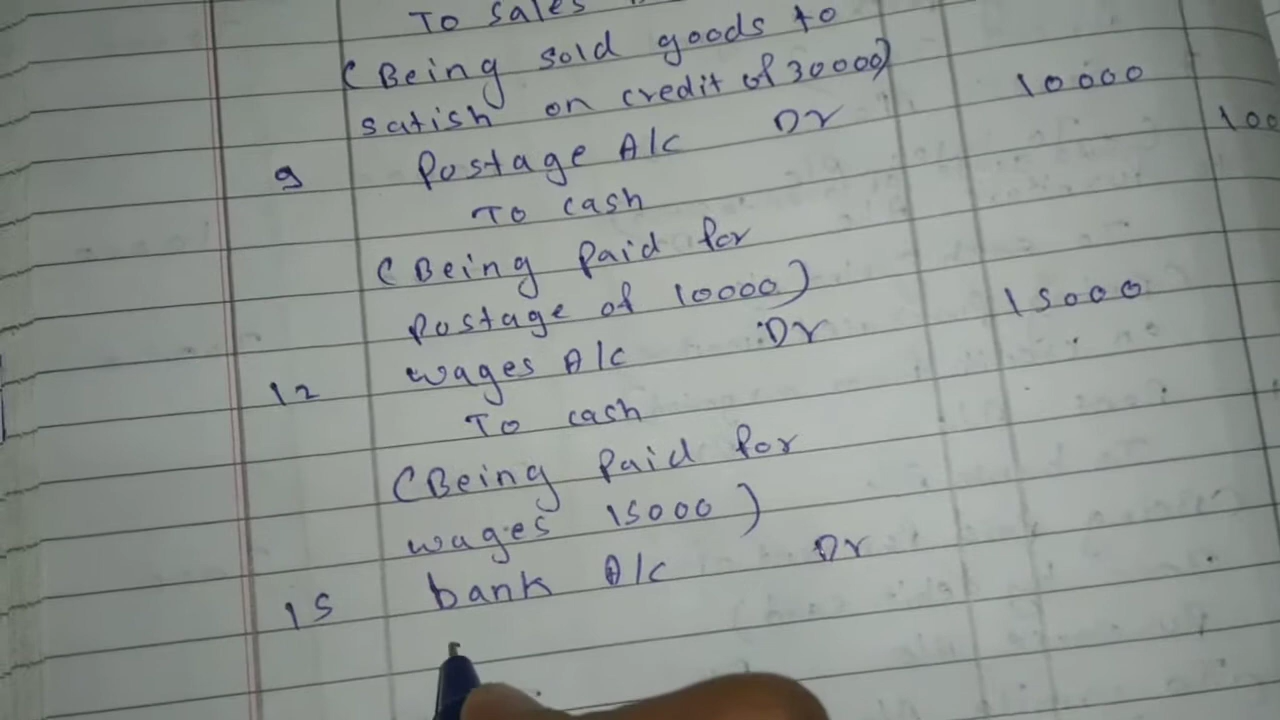 To sales
(Being sold goods to
satish on credit of 30000)
10000
9 Postage A/c Dr
To cash 100
(Being Paid for
Postage of 10000)
12 wages A/c Dr 15000
To cash
(Being Paid for
wages 15000)
15 bank A/c Dr